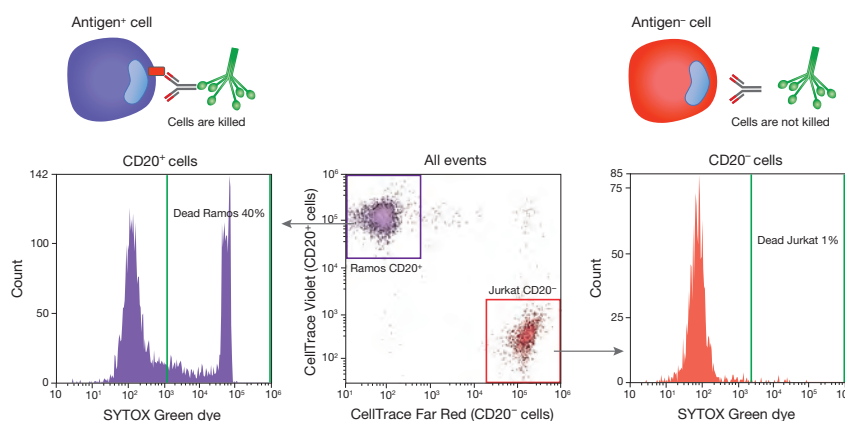 Antigen⁺ cell
Cells are killed
Antigen⁻ cell
Cells are not killed
CD20⁺ cells
142
100
50
0
Count
Dead Ramos 40%
10¹ 10² 10³ 10⁴ 10⁵ 10⁶
SYTOX Green dye
All events
10⁶
10⁵
10⁴
10³
10²
CellTrace Violet (CD20⁺ cells)
Ramos CD20⁺
Jurkat CD20⁻
10¹ 10² 10³ 10⁴ 10⁵ 10⁶
CellTrace Far Red (CD20⁻ cells)
CD20⁻ cells
85
75
50
25
0
Count
Dead Jurkat 1%
10¹ 10² 10³ 10⁴ 10⁵ 10
SYTOX Green dye